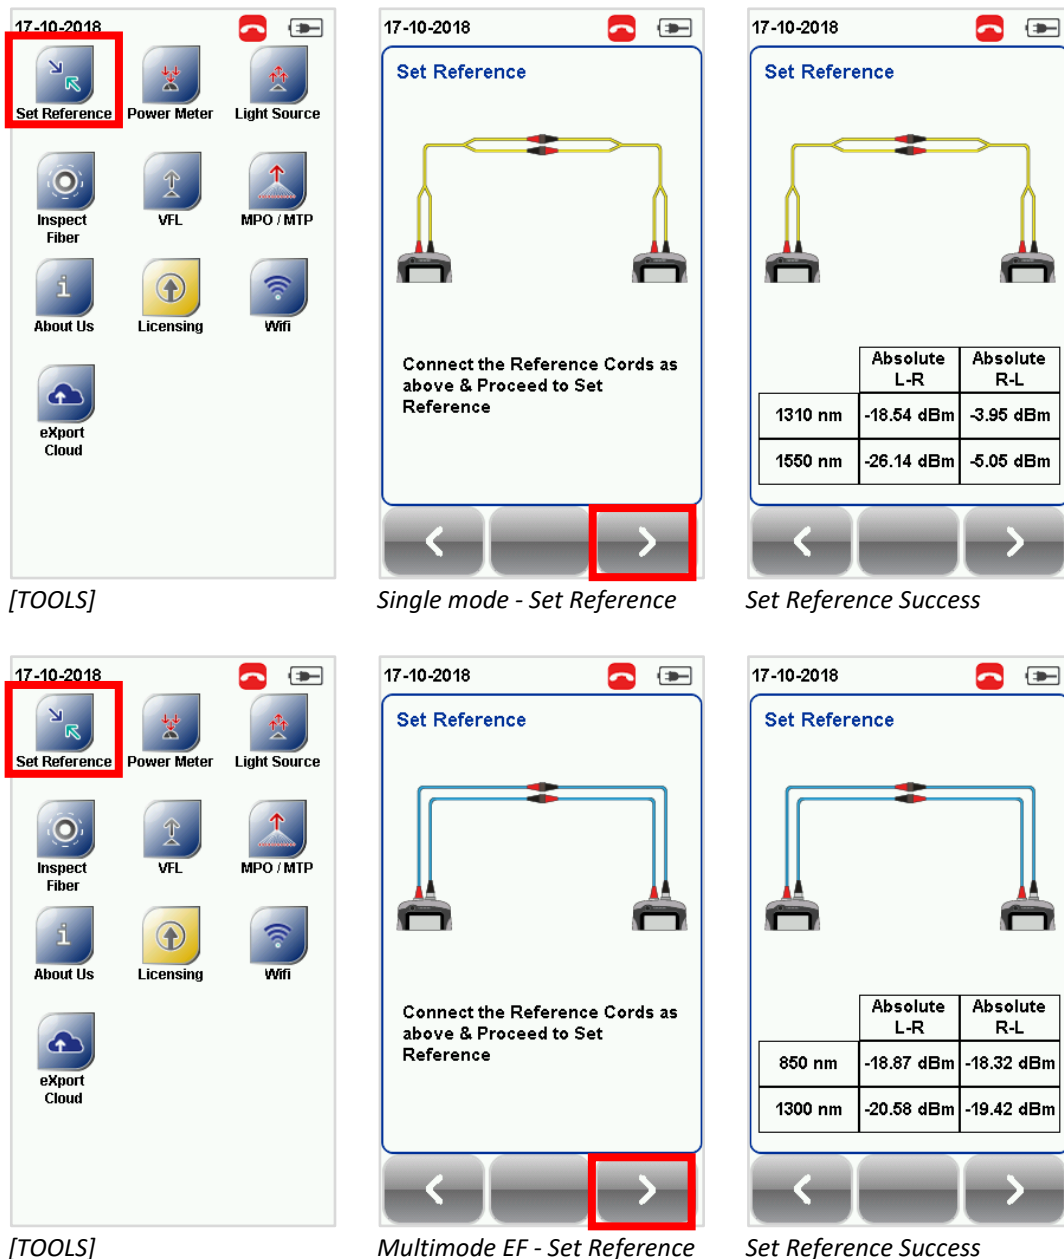 17-10-2018
Set Reference Power Meter Light Source
Inspect VFL MPO / MTP
Fiber
About Us Licensing Wifi
eXport
Cloud
[TOOLS]
17-10-2018
Set Reference
Connect the Reference Cords as
above & Proceed to Set
Reference
Single mode - Set Reference
17-10-2018
Set Reference
Absolute Absolute
L-R R-L
1310 nm -18.54 dBm -3.95 dBm
1550 nm -26.14 dBm -5.05 dBm
Set Reference Success
17-10-2018
Set Reference Power Meter Light Source
Inspect VFL MPO / MTP
Fiber
About Us Licensing Wifi
eXport
Cloud
[TOOLS]
17-10-2018
Set Reference
Connect the Reference Cords as
above & Proceed to Set
Reference
Multimode EF - Set Reference
17-10-2018
Set Reference
Absolute Absolute
L-R R-L
850 nm -18.87 dBm -18.32 dBm
1300 nm -20.58 dBm -19.42 dBm
Set Reference Success